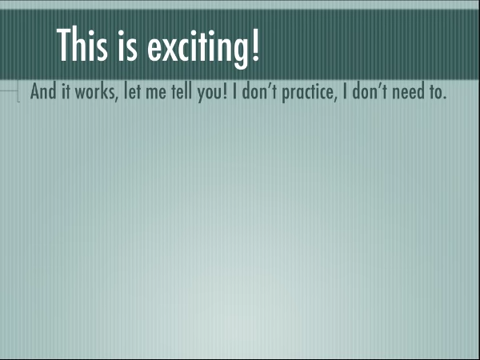 This is exciting!
And it works, let me tell you! I don’t practice, I don’t need to.